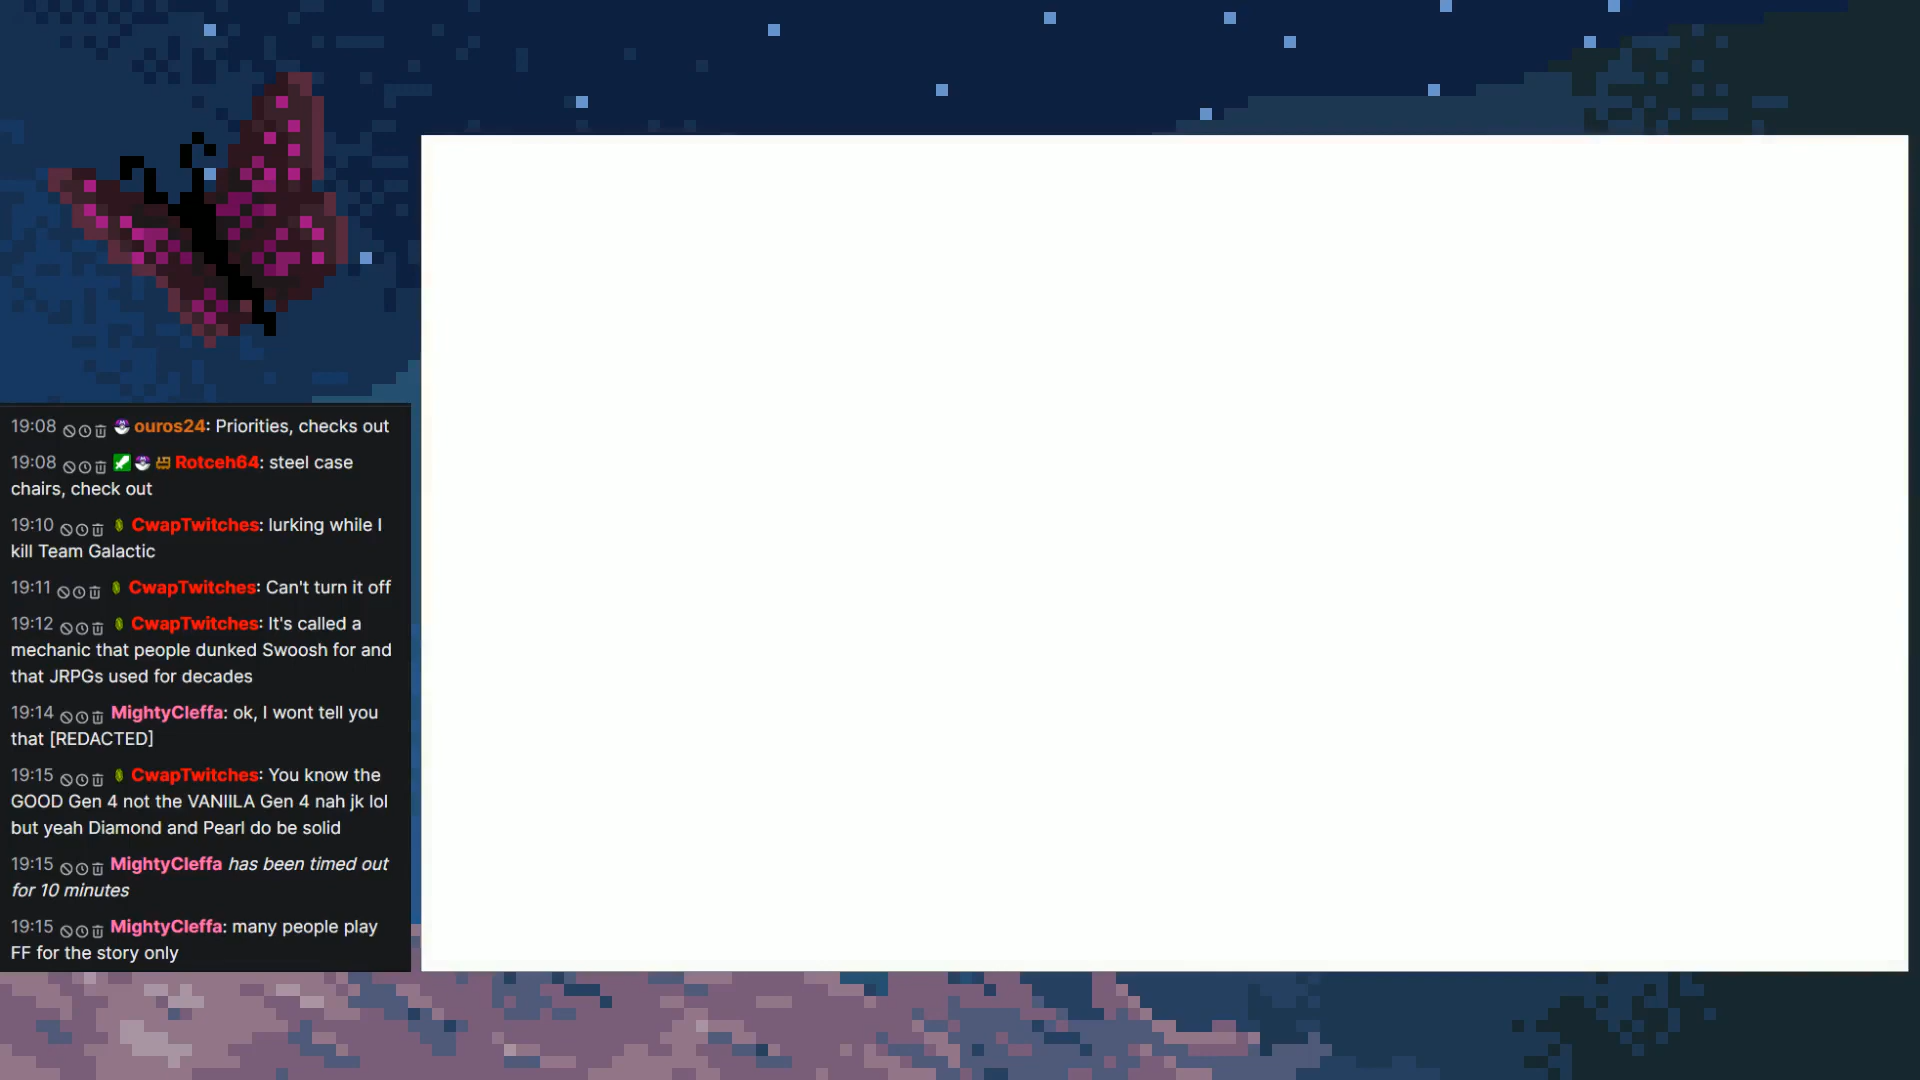 19:08 ouros24: Priorities, checks out
19:08 Rotceh64: steel case
chairs, check out
19:10 CwapTwitches: lurking while I
kill Team Galactic
19:11 CwapTwitches: Can't turn it off
19:12 CwapTwitches: It's called a
mechanic that people dunked Swoosh for and
that JRPGs used for decades
19:14 MightyCleffa: ok, I wont tell you
that [REDACTED]
19:15 CwapTwitches: You know the
GOOD Gen 4 not the VANIILA Gen 4 nah jk lol
but yeah Diamond and Pearl do be solid
19:15 MightyCleffa has been timed out
for 10 minutes
19:15 MightyCleffa: many people play
FF for the story only